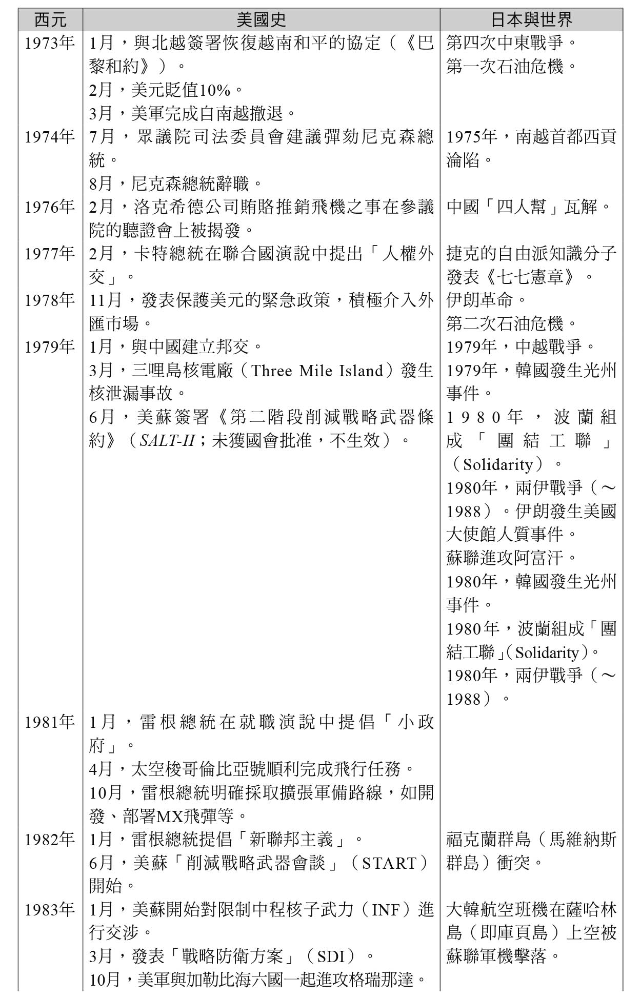 西元 美國史 日本與世界
1973年 1月，與北越簽署恢復越南和平的協定（《巴 第四次中東戰爭。
黎和約》）。 第一次石油危機。
2月，美元貶值10%。
3月，美軍完成自南越撤退。
1974年 7月，眾議院司法委員會建議彈劾尼克森總 1975年，南越首都西貢
統。 淪陷。
8月，尼克森總統辭職。
1976年 2月，洛克希德公司賄賂推銷飛機之事在參議 中國「四人幫」瓦解。
院的聽證會上被揭發。
1977年 2月，卡特總統在聯合國演說中提出「人權外 捷克的自由派知識分子
交」。 發表《七七憲章》。
1978年 11月，發表保護美元的緊急政策，積極介入外 伊朗革命。
匯市場。 第二次石油危機。
1979年 1月，與中國建立邦交。 1979年，中越戰爭。
3月，三哩島核電廠（Three Mile Island）發生 1979年，韓國發生光州
核泄漏事故。 事件。
6月，美蘇簽署《第二階段削減戰略武器條 1980年，波蘭組
約》（SALT-II；未獲國會批准，不生效）。 成「團結工聯」
（Solidarity）。
1980年，兩伊戰爭（～
1988）。伊朗發生美國
大使館人質事件。
蘇聯進攻阿富汗。
1980年，韓國發生光州
事件。
1980年，波蘭組成「團
結工聯」（Solidarity）。
1980年，兩伊戰爭（～
1988）。
1981年 1月，雷根總統在就職演說中提倡「小政
府」。
4月，太空梭哥倫比亞號順利完成飛行任務。
10月，雷根總統明確採取擴張軍備路線，如開
發、部署MX飛彈等。
1982年 1月，雷根總統提倡「新聯邦主義」。 福克蘭群島（馬維納斯
6月，美蘇「削減戰略武器會談」（START） 群島）衝突。
開始。
1983年 1月，美蘇開始對限制中程核子武力（INF）進 大韓航空班機在薩哈林
行交涉。 島（即庫頁島）上空被
3月，發表「戰略防衛方案」（SDI）。 蘇聯軍機擊落。
10月，美軍與加勒比海六國一起進攻格瑞那達。